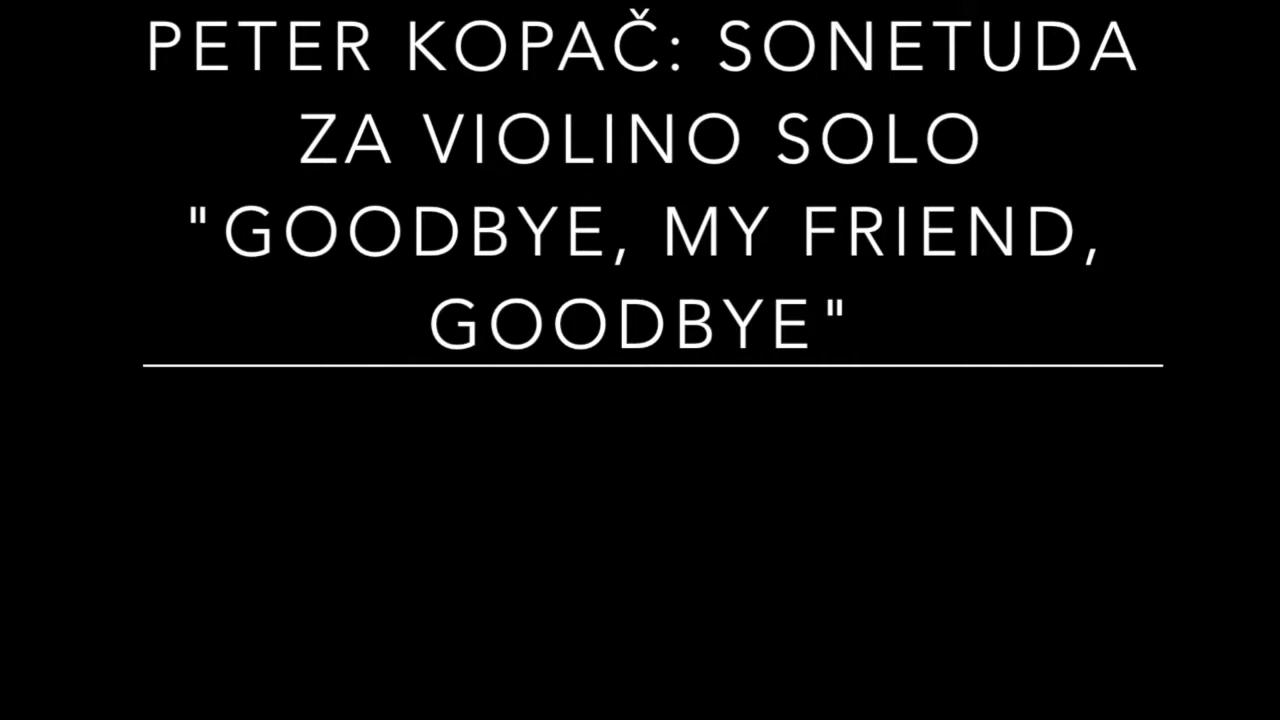 PETER KOPAČ: SONETUDA
ZA VIOLINO SOLO
"GOODBYE, MY FRIEND,
GOODBYE"